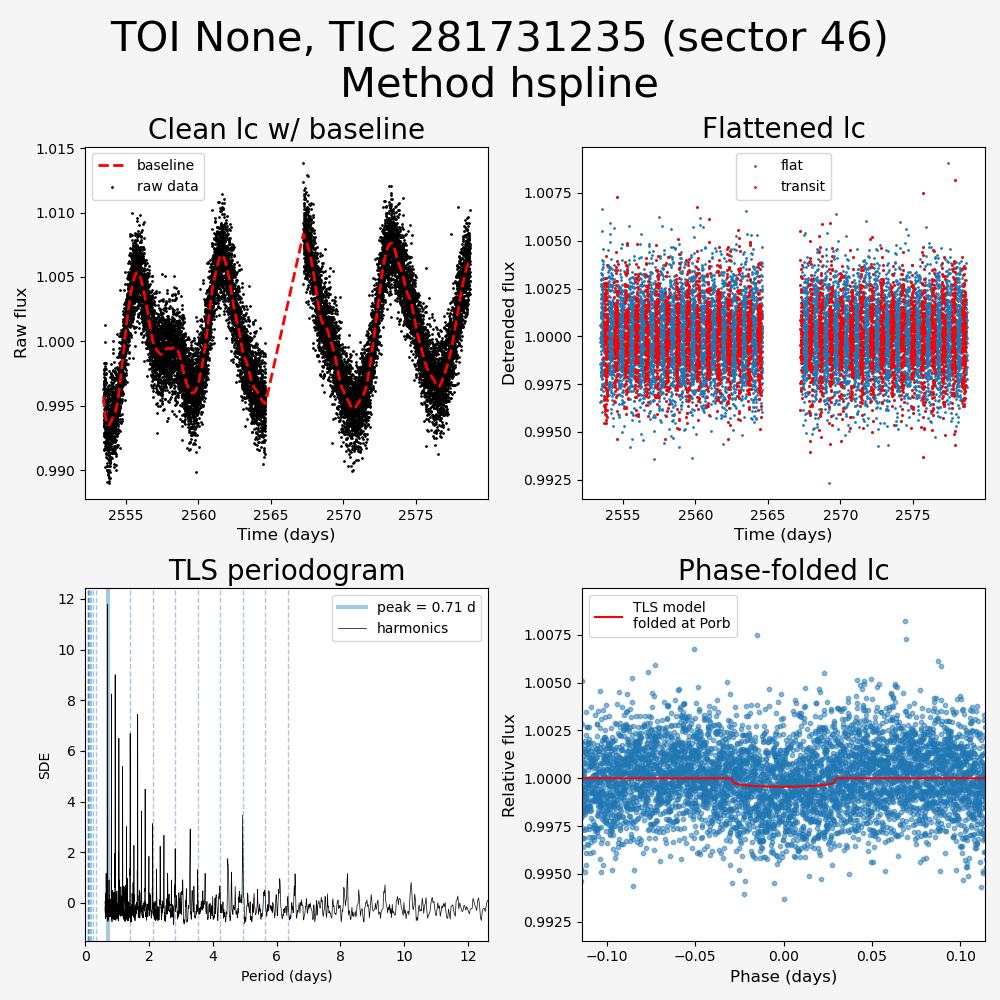 TOI None, TIC 281731235 (sector 46)
Method hspline
Clean lc w/ baseline
baseline
raw data
1.015
1.010
1.005
1.000
0.995
0.990
Raw flux
2555
2560
2565
2570
2575
Time (days)
Flattened lc
flat
transit
1.0075
1.0050
1.0025
1.0000
0.9975
0.9950
0.9925
Detrended flux
2555
2560
2565
2570
2575
Time (days)
TLS periodogram
peak = 0.71 d
harmonics
12
10
8
6
4
2
0
SDE
0
2
4
6
8
10
12
Period (days)
Phase-folded lc
TLS model
folded at Porb
1.0075
1.0050
1.0025
1.0000
0.9975
0.9950
0.9925
Relative flux
−0.10
−0.05
0.00
0.05
0.10
Phase (days)